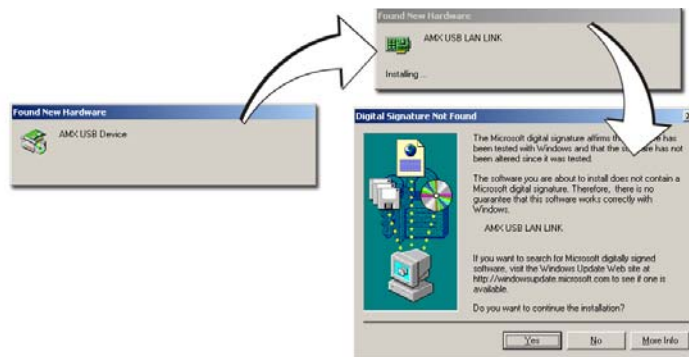 Found New Hardware
AMX USB Device
Found New Hardware
AMX USB LAN LINK
Installing...
Digital Signature Not Found
The Microsoft digital signature affirms has
been tested with Windows and that the has not
been altered since it was tested.
The software you are about to install does not contain a
Microsoft digital signature. Therefore, there is no
guarantee that this software works correctly with
Windows.
AMX USB LAN LINK
If you want to search for Microsoft digitally signed
software, visit the Windows Update Web site at
http://windowsupdate.microsoft.com to see if one is
available.
Do you want to continue the installation?
Yes
No
More Info